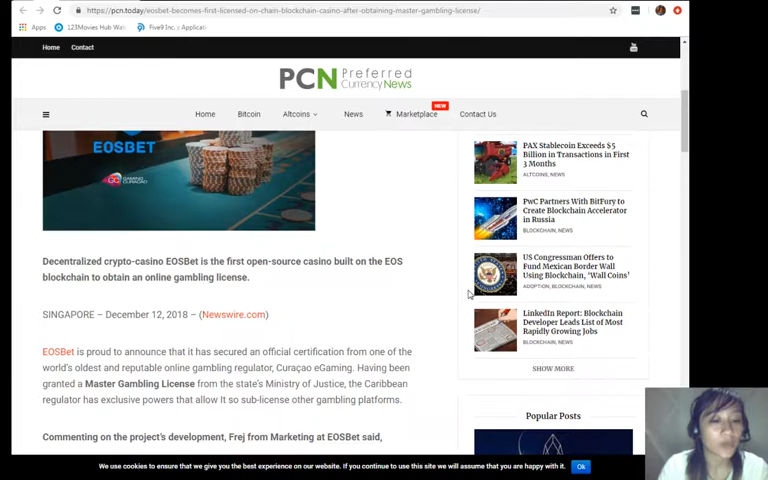 https://pcn.today/eosbet-becomes-first-licensed-on-chain-blockchain-casino-after-obtaining-master-gambling-license/
Apps
123Movies Hub Wat
Five9 Inc.:: Applicati
Home
Contact
PCN Preferred
CurrencyNews
Home
Bitcoin
Altcoins
News
NEW
Marketplace
Contact Us
EOSBET
GAMING
CURACAO
Decentralized crypto-casino EOSBet is the first open-source casino built on the EOS
blockchain to obtain an online gambling license.
SINGAPORE – December 12, 2018 – (Newswire.com)
EOSBet is proud to announce that it has secured an official certification from one of the
world's oldest and reputable online gambling regulator, Curaçao eGaming. Having been
granted a Master Gambling License from the state's Ministry of Justice, the Caribbean
regulator has exclusive powers that allow It so sub-license other gambling platforms.
Commenting on the project's development, Frej from Marketing at EOSBet said,
PAX Stablecoin Exceeds $5
Billion in Transactions in First
3 Months
ALTCOINS, NEWS
PwC Partners With BitFury to
Create Blockchain Accelerator
in Russia
BLOCKCHAIN, NEWS
US Congressman Offers to
Fund Mexican Border Wall
Using Blockchain, 'Wall Coins'
ADOPTION, BLOCKCHAIN, NEWS
LinkedIn Report: Blockchain
Developer Leads List of Most
Rapidly Growing Jobs
BLOCKCHAIN, NEWS
SHOW MORE
Popular Posts
We use cookies to ensure that we give you the best experience on our website. If you continue to use this site we will assume that you are happy with it.
Ok